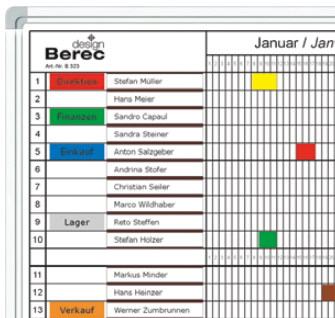 design
Berec
Art.-Nr. B 323
Januar / Jan
1 Direktion Stefan Müller
2 Hans Meier
3 Finanzen Sandro Capaul
4 Sandra Steiner
5 Einkauf Anton Salzgeber
6 Andrina Stofer
7 Christian Seiler
8 Marco Wildhaber
9 Lager Reto Steffen
10 Stefan Holzer
11 Markus Minder
12 Hans Heinzer
13 Verkauf Werner Zumbrunnen